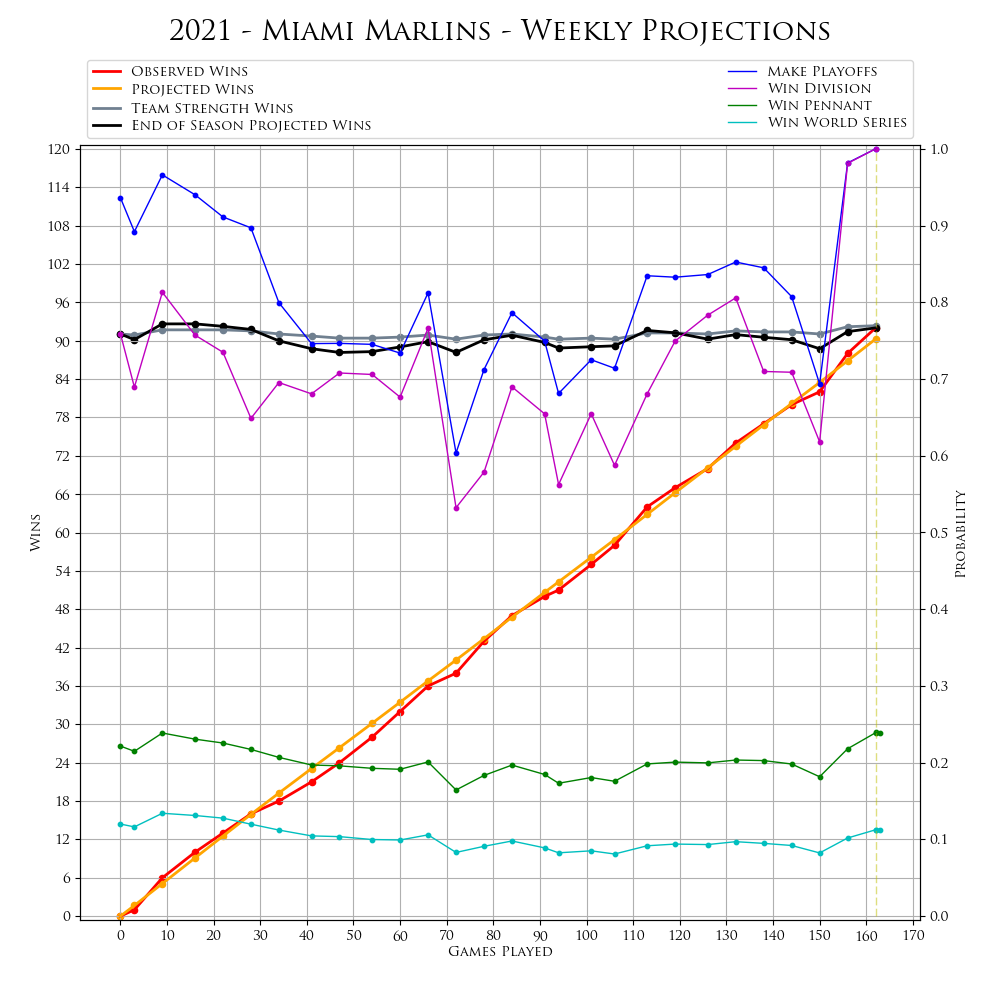 2021 - Miami Marlins - Weekly Projections
Observed Wins
Projected Wins
Team Strength Wins
End of Season Projected Wins
Make Playoffs
Win Division
Win Pennant
Win World Series
120
114
108
102
96
90
84
78
72
66
60
54
48
42
36
30
24
18
12
6
0
Wins
1.0
0.9
0.8
0.7
0.6
0.5
0.4
0.3
0.2
0.1
0.0
Probability
0 10 20 30 40 50 60 70 80 90 100 110 120 130 140 150 160 170
Games Played